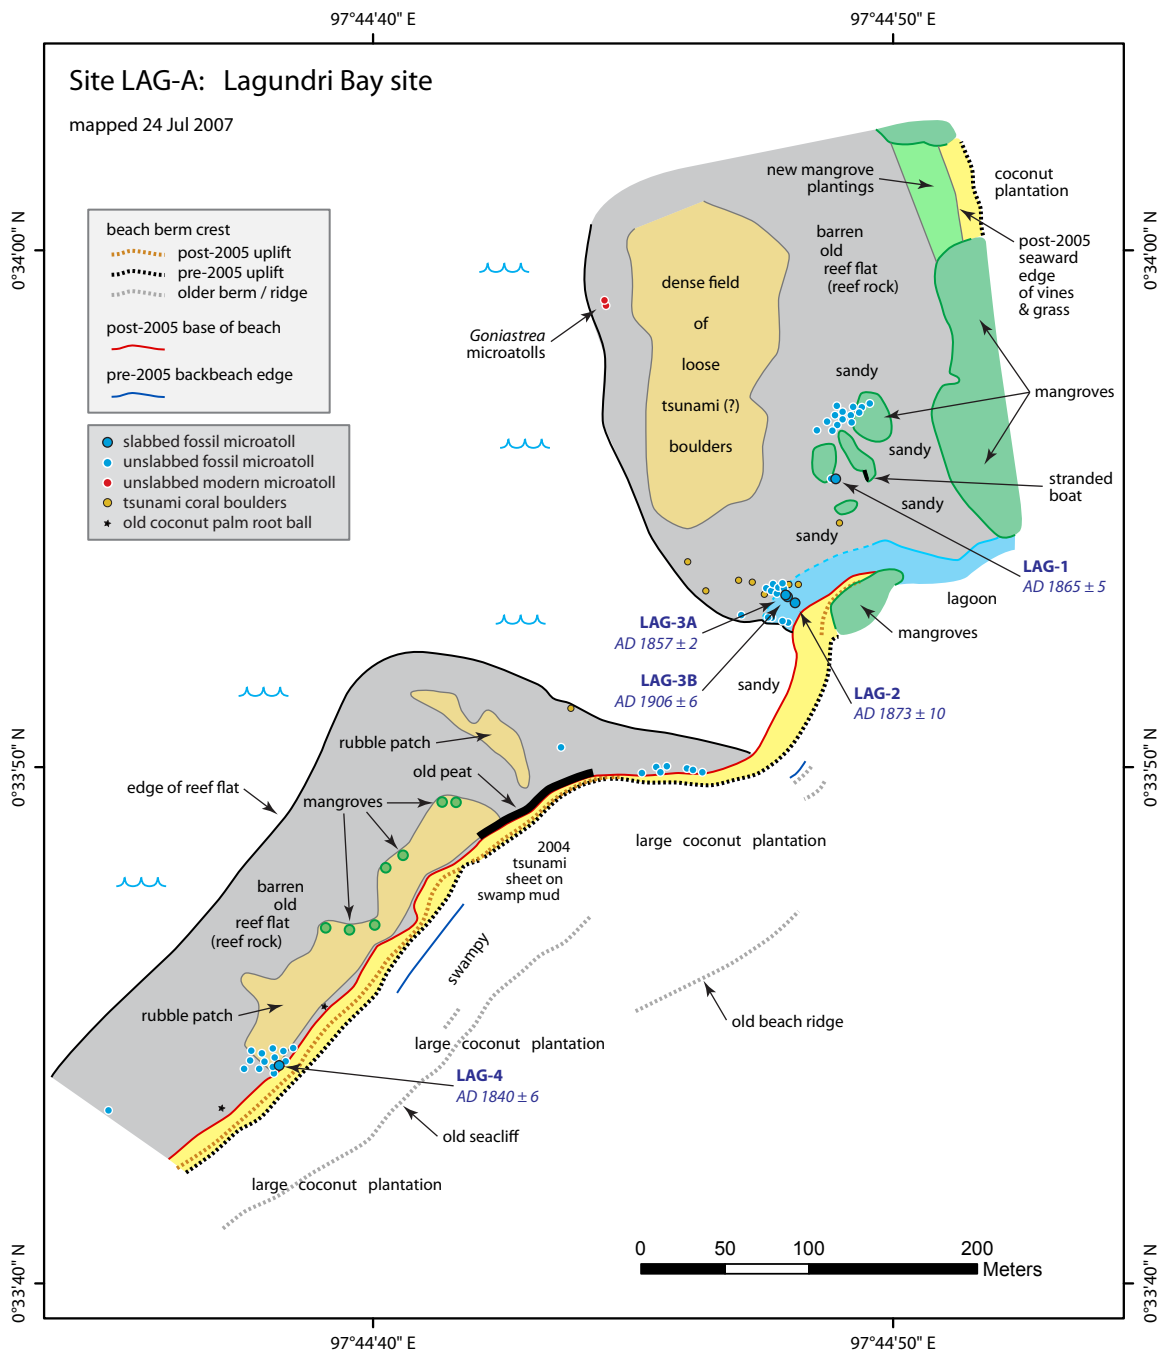 97°44'40" E
97°44'50" E
Site LAG-A: Lagundri Bay site
mapped 24 Jul 2007
0°34'00" N
0°34'00" N
beach berm crest
post-2005 uplift
pre-2005 uplift
older berm / ridge
post-2005 base of beach
pre-2005 backbeach edge
slabbed fossil microatoll
unslabbed fossil microatoll
unslabbed modern microatoll
tsunami coral boulders
old coconut palm root ball
new mangrove
plantings
coconut
plantation
barren
old
reef flat
(reef rock)
post-2005
seaward
edge
of vines
& grass
dense field
of
loose
tsunami (?)
boulders
Goniastrea
microatolls
sandy
mangroves
sandy
stranded
boat
sandy
sandy
LAG-1
AD 1865 ± 5
lagoon
LAG-3A
AD 1857 ± 2
mangroves
LAG-3B
AD 1906 ± 6
sandy
LAG-2
AD 1873 ± 10
rubble patch
old peat
0°33'50" N
0°33'50" N
edge of reef flat
mangroves
large coconut plantation
2004
tsunami
sheet on
swamp mud
barren
old
reef flat
(reef rock)
swampy
rubble patch
old beach ridge
large coconut plantation
LAG-4
AD 1840 ± 6
old seacliff
large coconut plantation
0 50 100 200
Meters
0°33'40" N
0°33'40" N
97°44'40" E
97°44'50" E